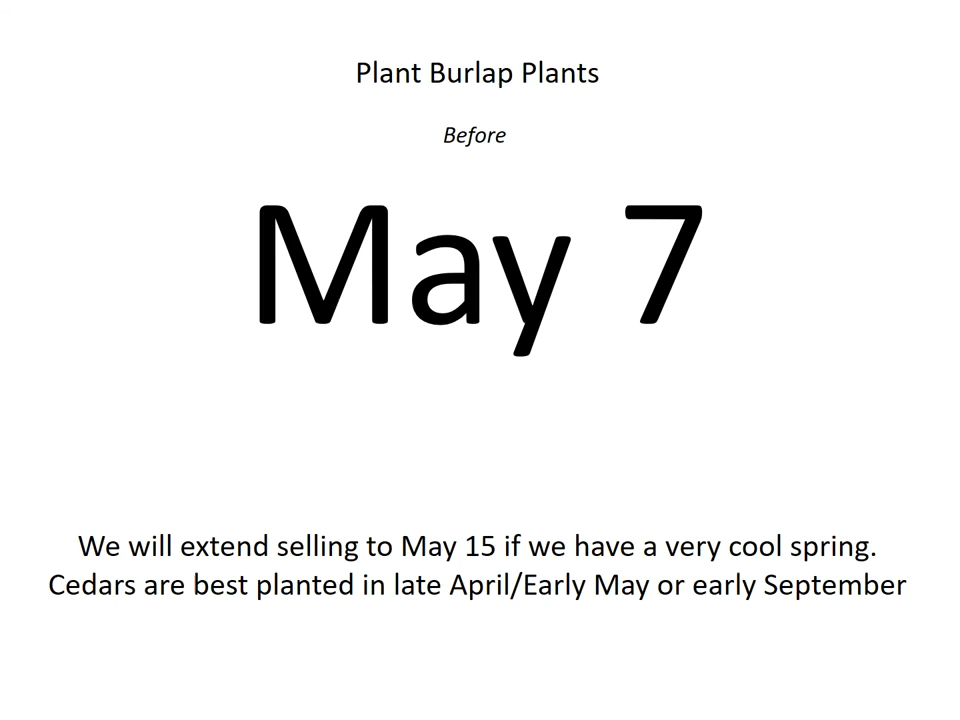 Plant Burlap Plants
Before
May 7
We will extend selling to May 15 if we have a very cool spring.
Cedars are best planted in late April/Early May or early September